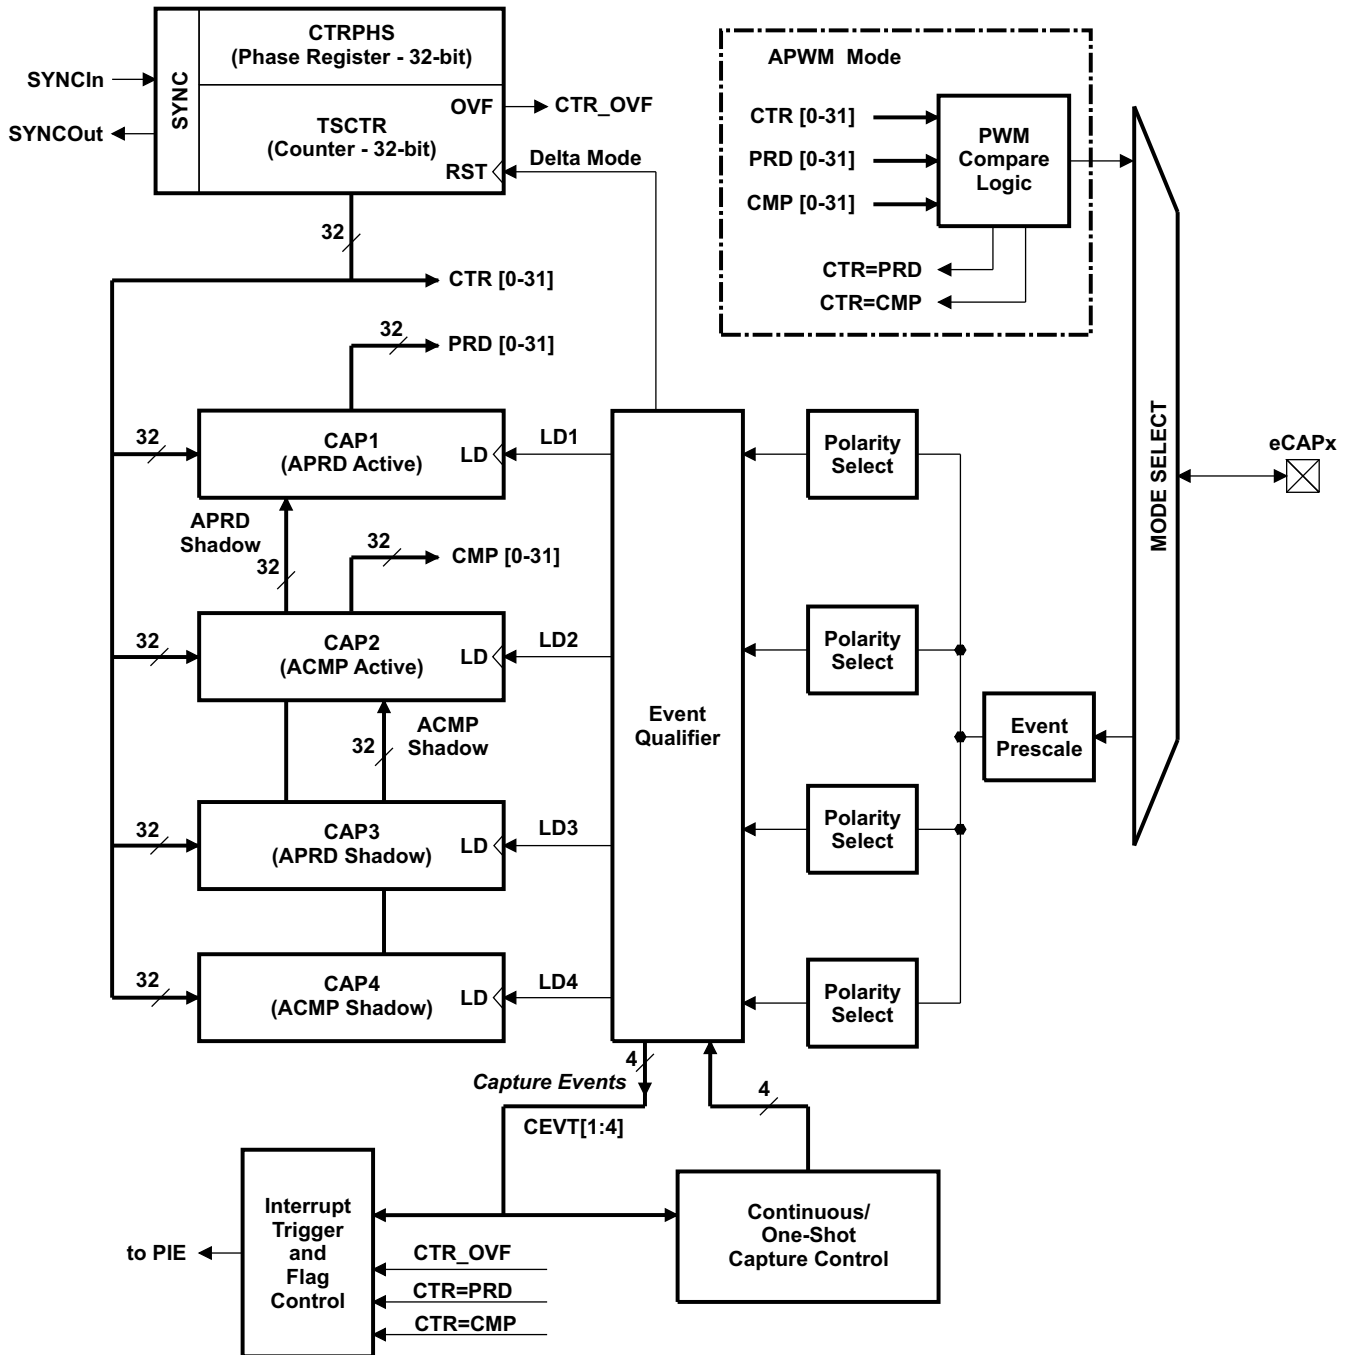 CTRPHS
(Phase Register - 32-bit)
APWM Mode
SYNCIn
SYNC
OVF
CTR_OVF
SYNCOut
TSCTR
(Counter - 32-bit)
RST
Delta Mode
CTR [0-31]
PRD [0-31]
CMP [0-31]
PWM
Compare
Logic
CTR=PRD
CTR=CMP
32
CTR [0-31]
32
PRD [0-31]
32
CAP1
(APRD Active)
LD
LD1
Polarity
Select
MODE SELECT
eCAPx
APRD
Shadow
32
32
CMP [0-31]
32
CAP2
(ACMP Active)
LD
LD2
Polarity
Select
Event
Qualifier
Event
Prescale
32
ACMP
Shadow
32
CAP3
(APRD Shadow)
LD
LD3
Polarity
Select
32
CAP4
(ACMP Shadow)
LD
LD4
Polarity
Select
4
Capture Events
CEVT[1:4]
4
Interrupt
Trigger
and
Flag
Control
to PIE
CTR_OVF
CTR=PRD
CTR=CMP
Continuous/
One-Shot
Capture Control